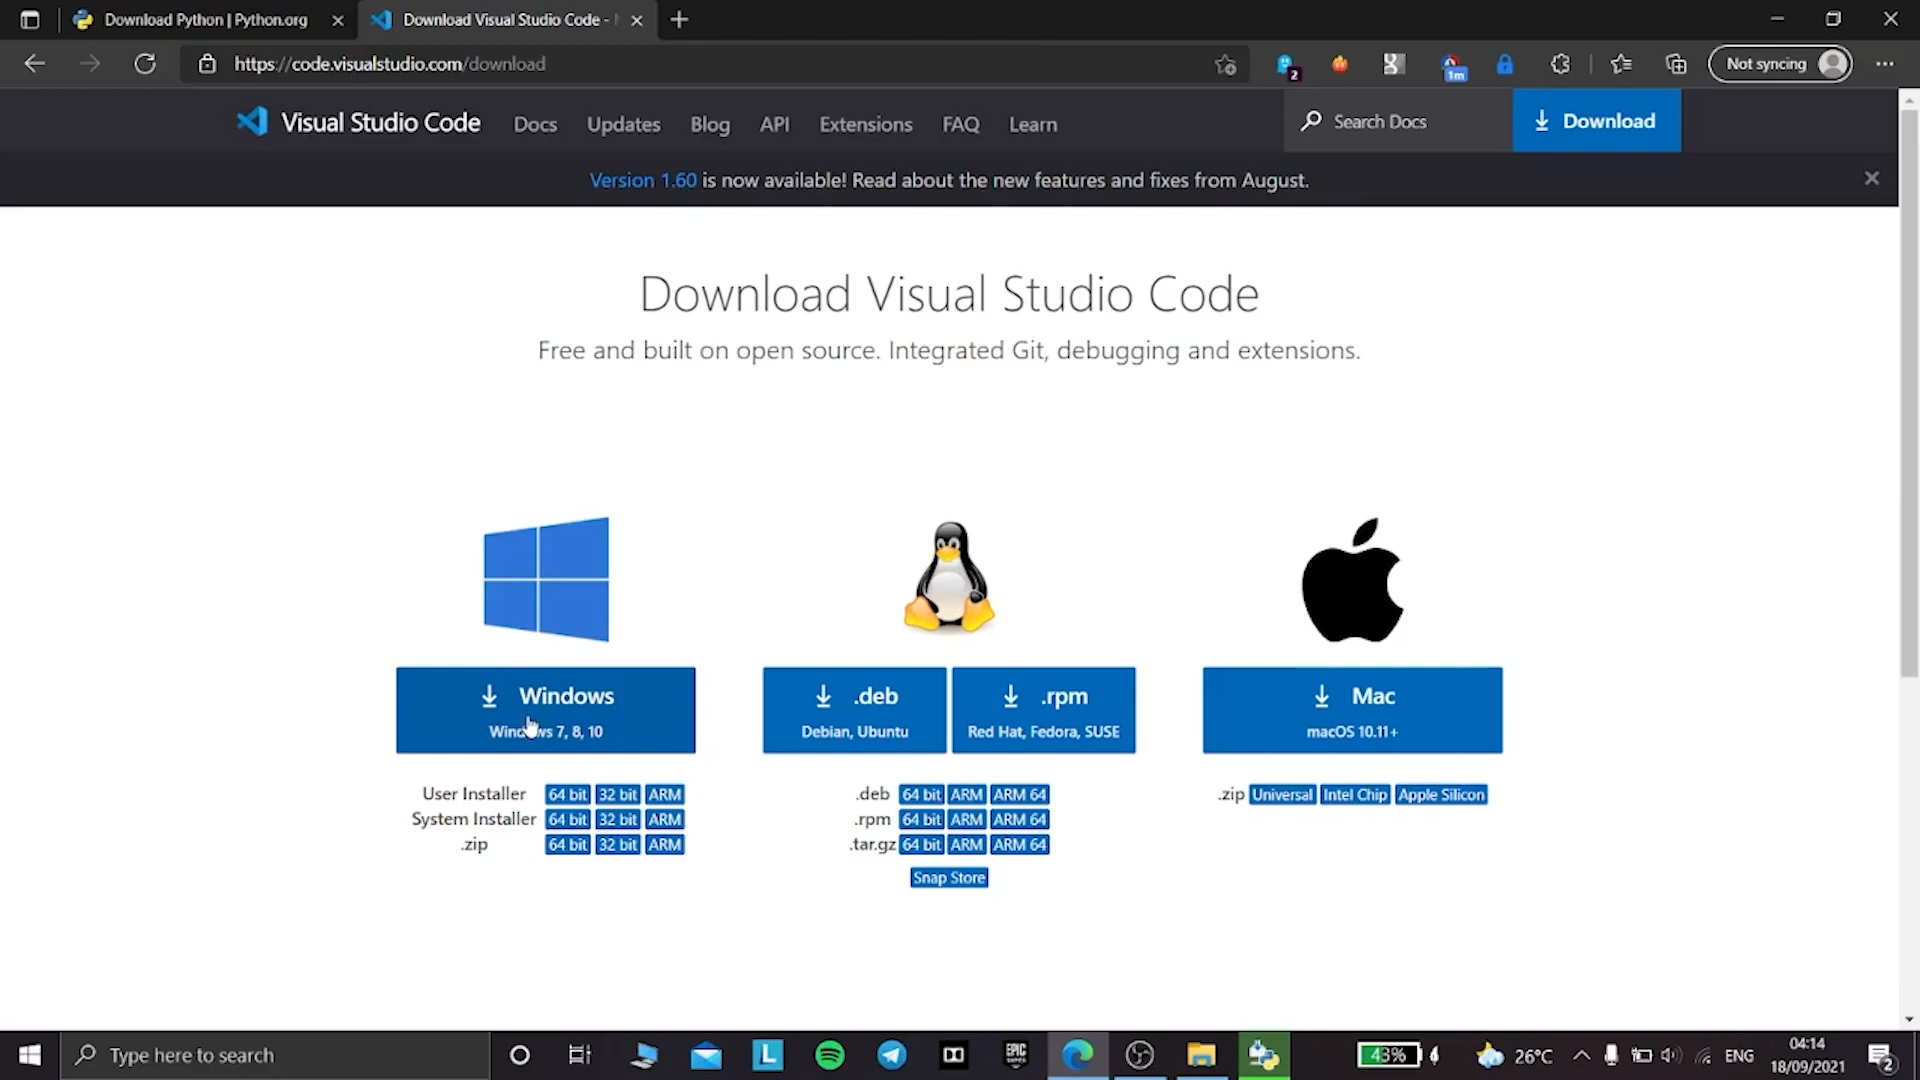 Download Python | Python.org
Download Visual Studio Code -
https://code.visualstudio.com/download
2
1m
Not syncing
Visual Studio Code
Docs
Updates
Blog
API
Extensions
FAQ
Learn
Search Docs
Download
Version 1.60 is now available! Read about the new features and fixes from August.
Download Visual Studio Code
Free and built on open source. Integrated Git, debugging and extensions.
Windows
Windows 7, 8, 10
.deb
Debian, Ubuntu
.rpm
Red Hat, Fedora, SUSE
Mac
macOS 10.11+
User Installer 64 bit 32 bit ARM
System Installer 64 bit 32 bit ARM
.zip 64 bit 32 bit ARM
.deb 64 bit ARM ARM 64
.rpm 64 bit ARM ARM 64
.tar.gz 64 bit ARM ARM 64
Snap Store
.zip Universal Intel Chip Apple Silicon
Type here to search
L
EPIC
GAMES
43%
26°C
ENG
04:14
18/09/2021
2